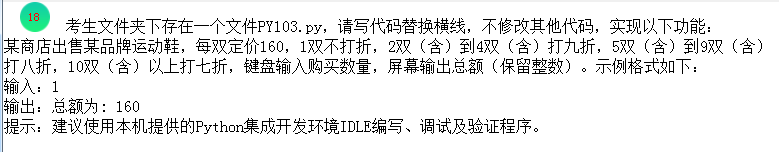 18 考生文件夹下存在一个文件PY103.py，请写代码替换横线，不修改其他代码，实现以下功能：
某商店出售某品牌运动鞋，每双定价160，1双不打折，2双（含）到4双（含）打九折，5双（含）到9双（含）
打八折，10双（含）以上打七折，键盘输入购买数量，屏幕输出总额（保留整数）。示例格式如下：
输入：1
输出：总额为：160
提示：建议使用本机提供的Python集成开发环境IDLE编写、调试及验证程序。